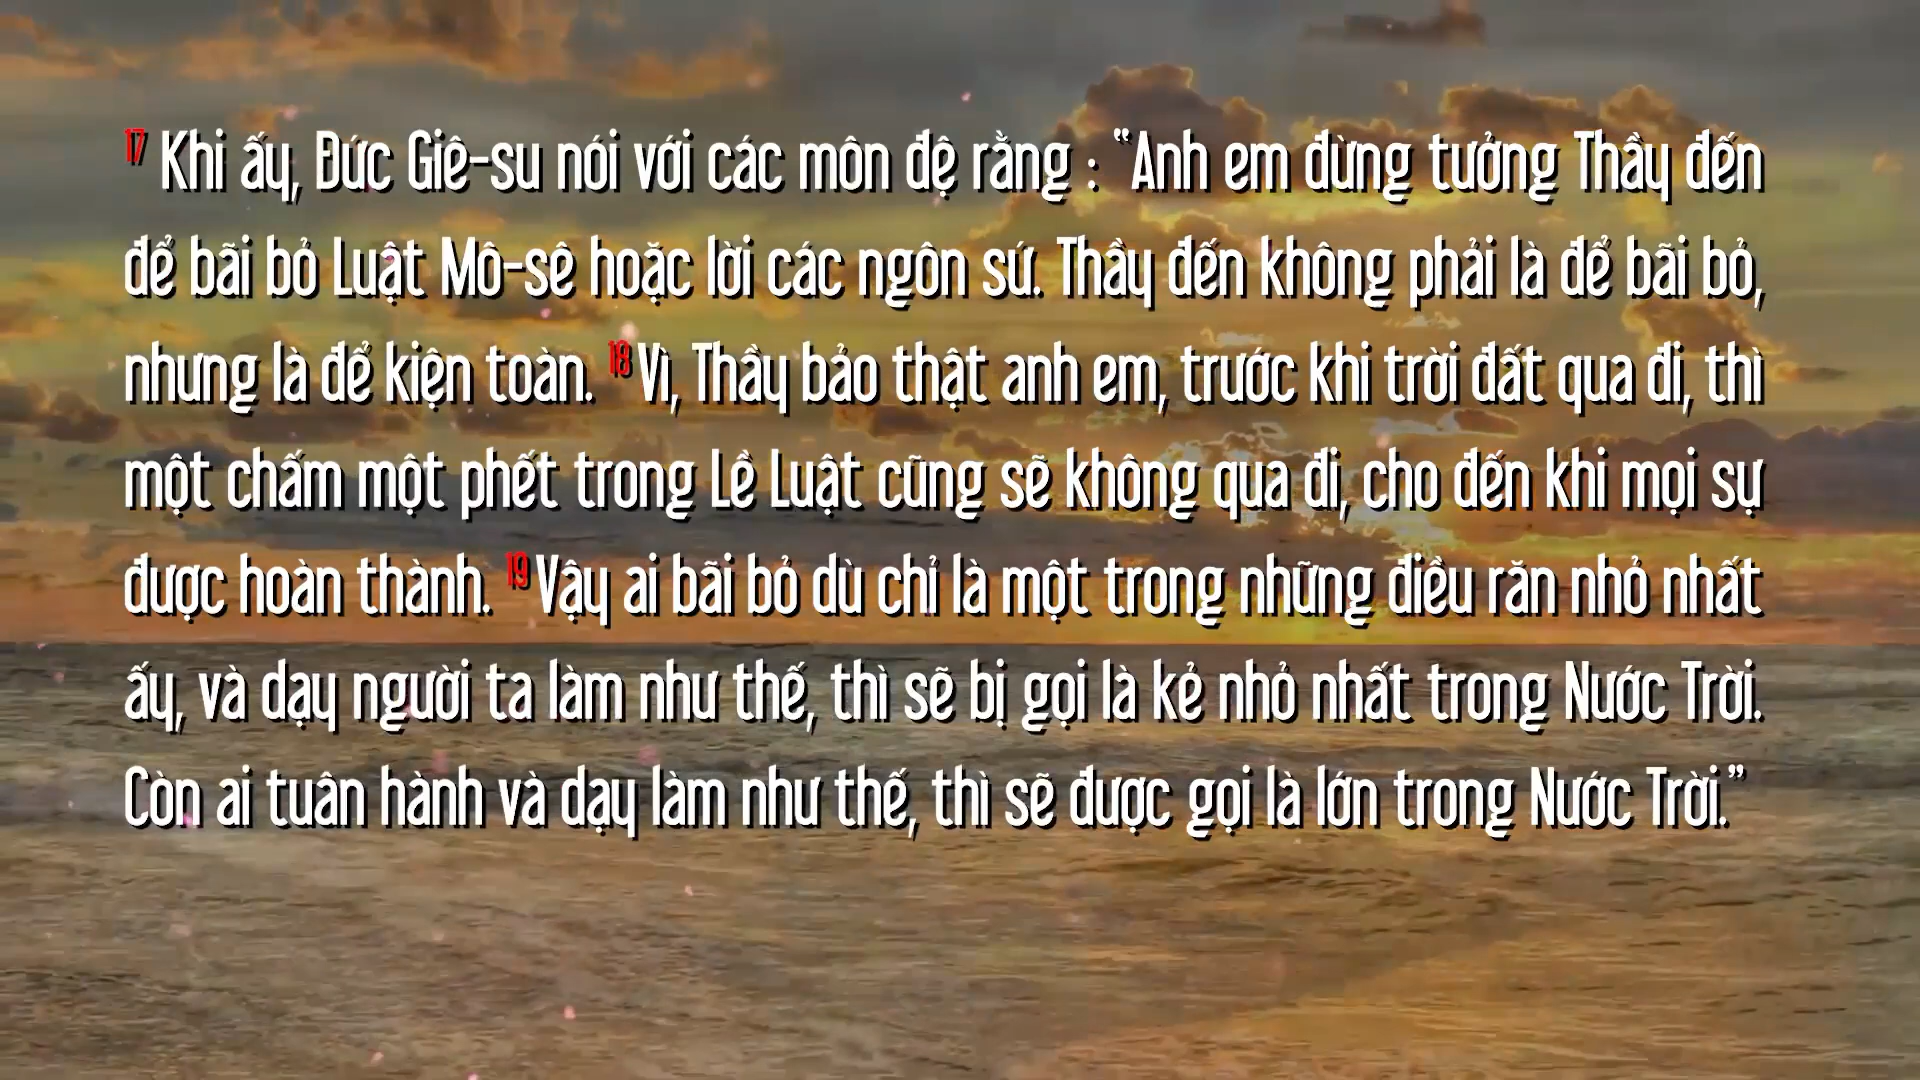 17 Khi ấy, Đức Giê-su nói với các môn đệ rằng : “Anh em đừng tưởng Thầy đến
để bãi bỏ Luật Mô-sê hoặc lời các ngôn sứ. Thầy đến không phải là để bãi bỏ,
nhưng là để kiện toàn. 18 Vì, Thầy bảo thật anh em, trước khi trời đất qua đi, thì
một chấm một phết trong Lề Luật cũng sẽ không qua đi, cho đến khi mọi sự
được hoàn thành. 19 Vậy ai bãi bỏ dù chỉ là một trong những điều răn nhỏ nhất
ấy, và dạy người ta làm như thế, thì sẽ bị gọi là kẻ nhỏ nhất trong Nước Trời.
Còn ai tuân hành và dạy làm như thế, thì sẽ được gọi là lớn trong Nước Trời.”